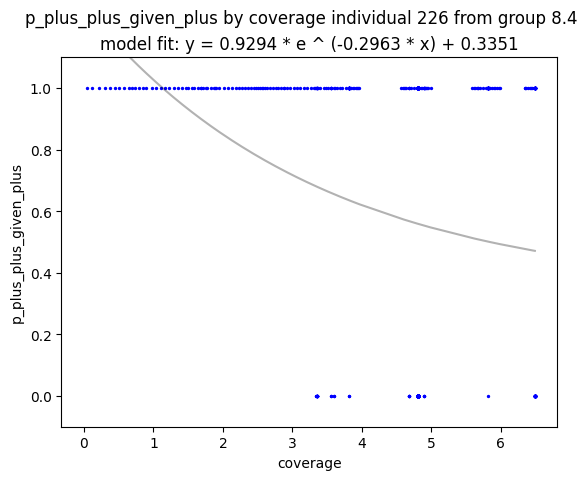 p_plus_plus_given_plus by coverage individual 226 from group 8.4
model fit: y = 0.9294 * e ^ (-0.2963 * x) + 0.3351
1.0
0.8
0.6
0.4
0.2
0.0
p_plus_plus_given_plus
0 1 2 3 4 5 6
coverage